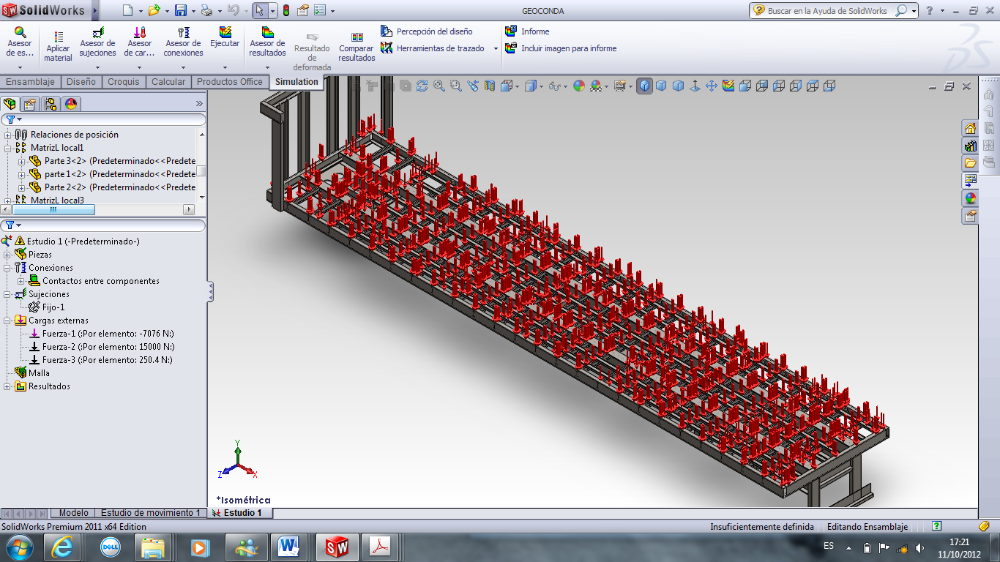 SolidWorks
GEOCONDA
Buscar en la Ayuda de SolidWorks
Asesor de es...
Aplicar material
Asesor de sujeciones
Asesor de car...
Asesor de conexiones
Ejecutar
Asesor de resultados
Resultado de deformada
Comparar resultados
Percepción del diseño
Herramientas de trazado
Informe
Incluir imagen para informe
Ensamblaje
Diseño
Croquis
Calcular
Productos Office
Simulation
Relaciones de posición
MatrizL local1
Parte 3<2> (Predeterminado<<Predete
parte 1<2> (Predeterminado<<Predete
Parte 2<2> (Predeterminado<<Predete
MatrizL local3
Estudio 1 (-Predeterminado-)
Piezas
Conexiones
Contactos entre componentes
Sujeciones
Fijo-1
Cargas externas
Fuerza-1 (:Por elemento: -7076 N:)
Fuerza-2 (:Por elemento: 15000 N:)
Fuerza-3 (:Por elemento: 250.4 N:)
Malla
Resultados
Y
Z
X
*Isométrica
Modelo
Estudio de movimiento 1
Estudio 1
SolidWorks Premium 2011 x64 Edition
Insuficientemente definida
Editando Ensamblaje
DELL
ES
17:21
11/10/2012